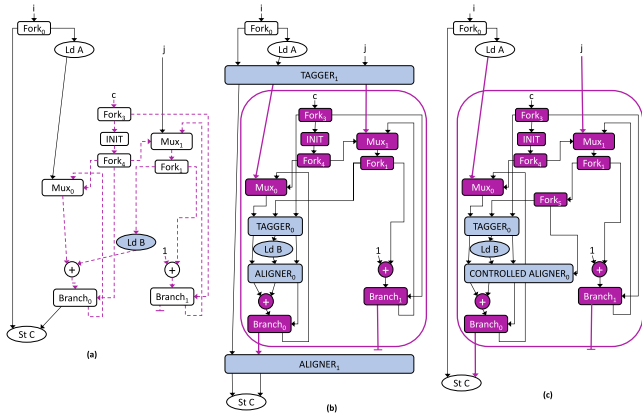 i
Fork0
Ld A
j
c
Fork3
INIT
Mux1
Fork4
Fork1
Mux0
Ld B
1
+
+
Branch0
Branch1
St C
(a)
i
Fork0
Ld A
j
TAGGER1
c
Fork3
INIT
Mux1
Fork4
Fork1
Mux0
TAGGER0
Ld B
1
ALIGNER0
+
+
Branch1
Branch0
ALIGNER1
St C
(b)
i
Fork0
Ld A
j
c
Fork3
INIT
Mux1
Fork4
Fork1
Mux0
Fork5
TAGGER0
Ld B
1
CONTROLLED ALIGNER0
+
+
Branch1
Branch0
St C
(c)